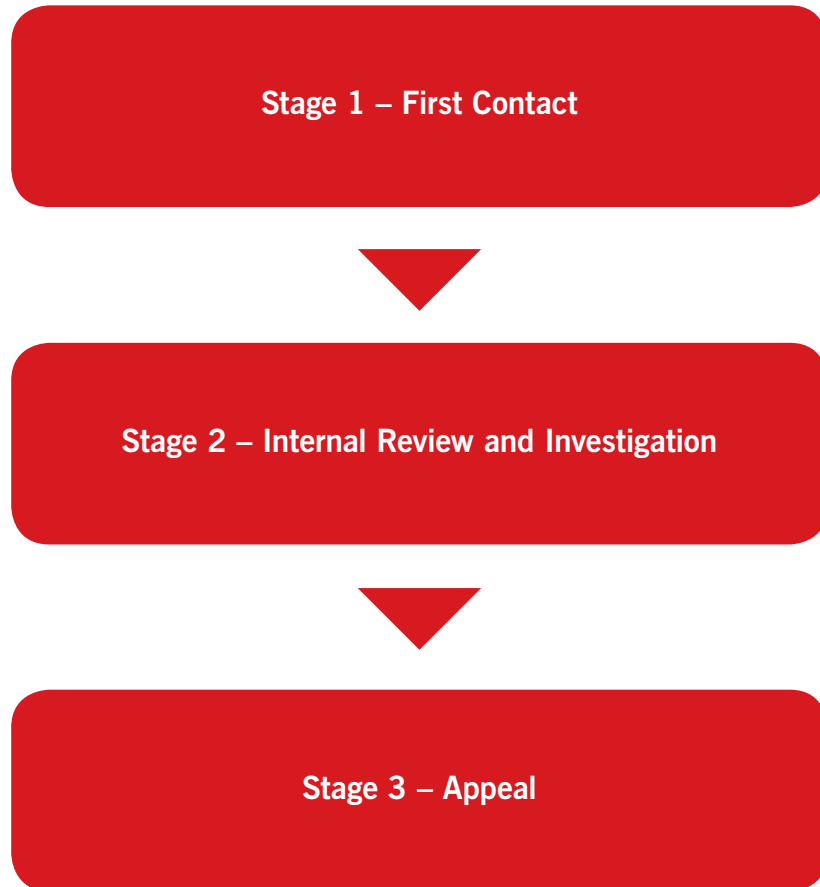 Stage 1 – First Contact
Stage 2 – Internal Review and Investigation
Stage 3 – Appeal